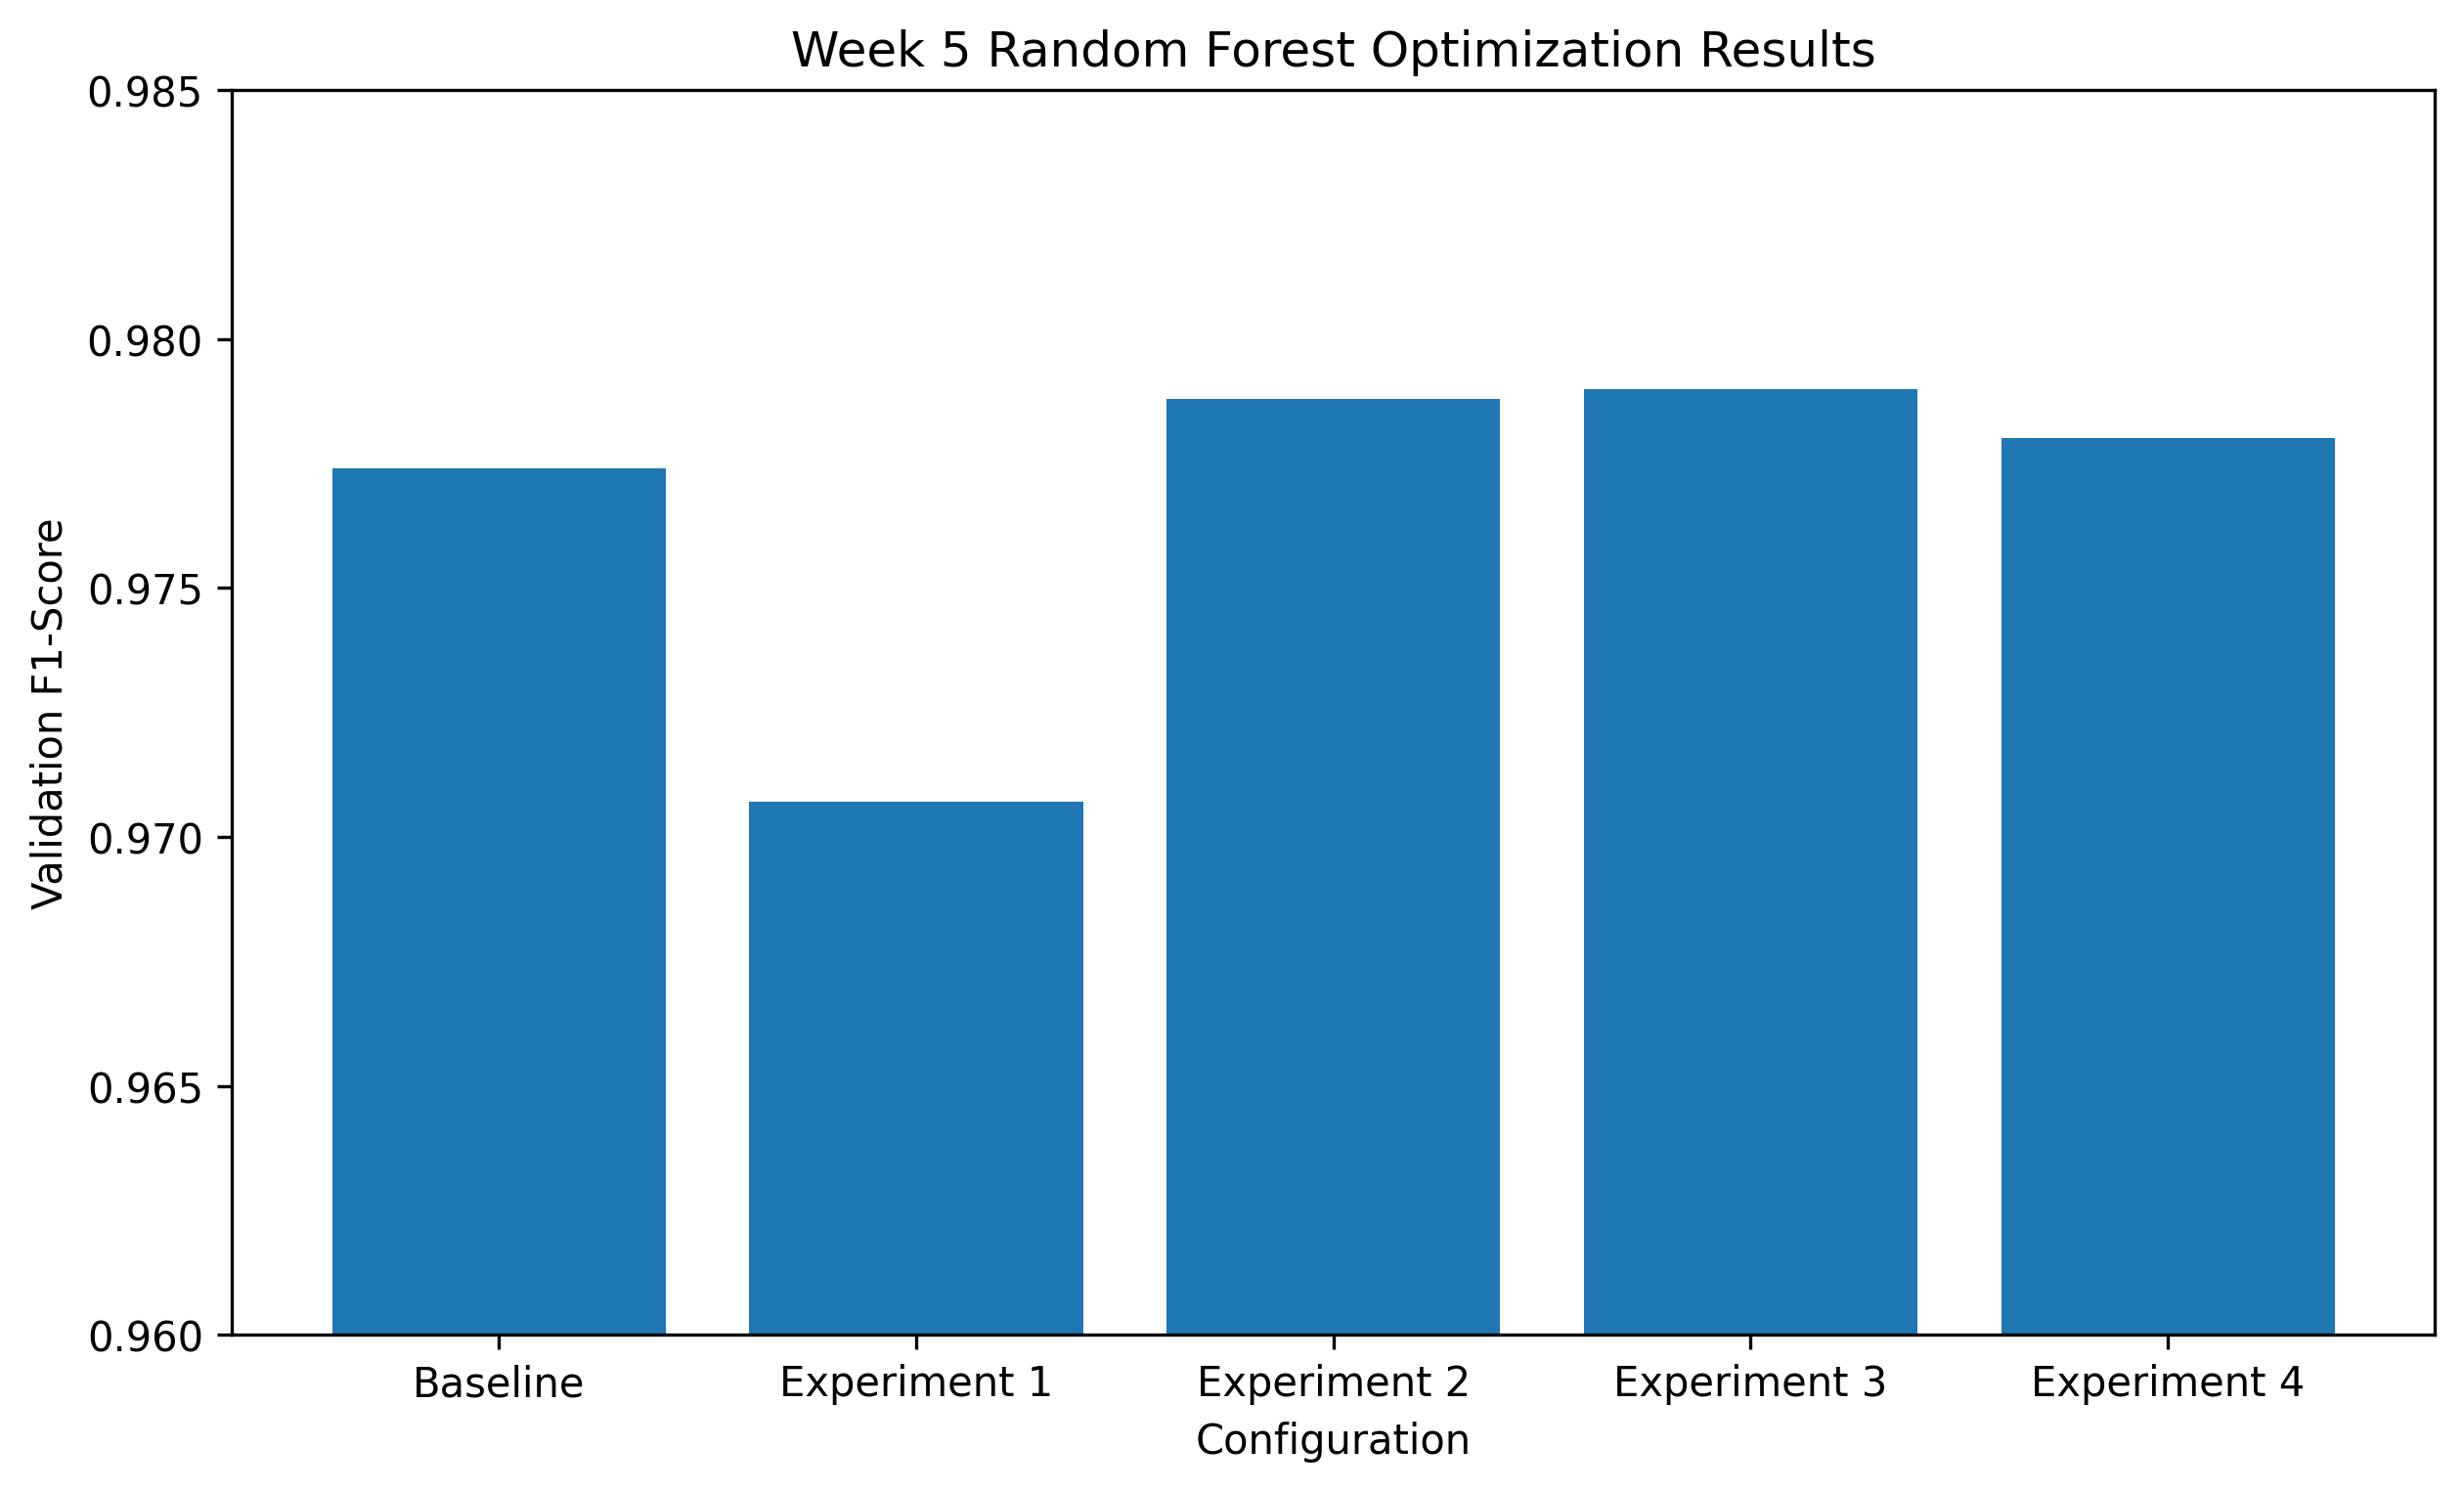 Week 5 Random Forest Optimization Results
0.985
0.980
0.975
0.970
0.965
0.960
Validation F1-Score
Baseline
Experiment 1
Experiment 2
Experiment 3
Experiment 4
Configuration